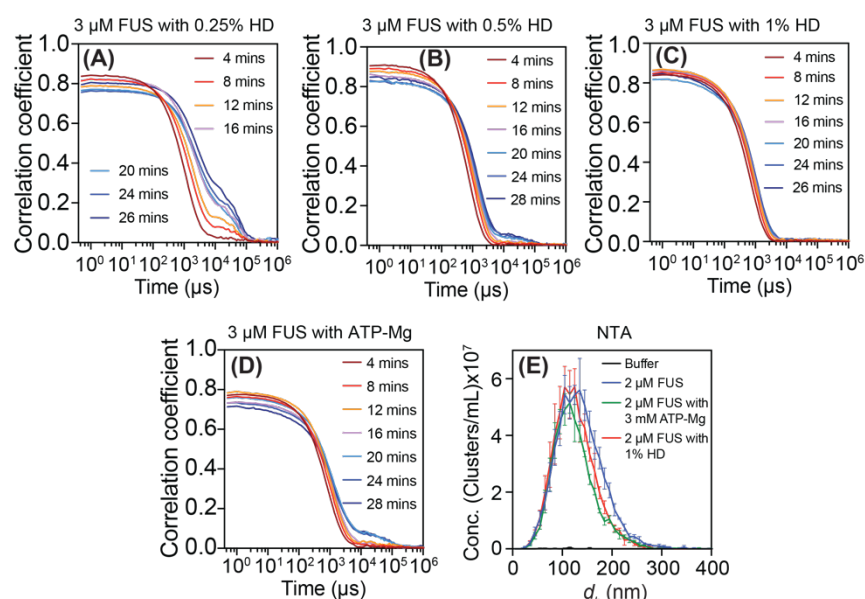 3 µM FUS with 0.25% HD
(A)
4 mins
8 mins
12 mins
16 mins
20 mins
24 mins
26 mins
Correlation coefficient
1.0
0.8
0.6
0.4
0.2
0.0
10⁰ 10¹ 10² 10³ 10⁴ 10⁵ 10⁶
Time (µs)
3 µM FUS with 0.5% HD
(B)
4 mins
8 mins
12 mins
16 mins
20 mins
24 mins
28 mins
Correlation coefficient
1.0
0.8
0.6
0.4
0.2
0.0
10⁰ 10¹ 10² 10³ 10⁴ 10⁵ 10⁶
Time (µs)
3 µM FUS with 1% HD
(C)
4 mins
8 mins
12 mins
16 mins
20 mins
24 mins
26 mins
Correlation coefficient
1.0
0.8
0.6
0.4
0.2
0.0
10⁰ 10¹ 10² 10³ 10⁴ 10⁵ 10⁶
Time (µs)
3 µM FUS with ATP-Mg
(D)
4 mins
8 mins
12 mins
16 mins
20 mins
24 mins
28 mins
Correlation coefficient
1.0
0.8
0.6
0.4
0.2
0.0
10⁰ 10¹ 10² 10³ 10⁴ 10⁵ 10⁶
Time (µs)
NTA
(E)
Buffer
2 µM FUS
2 µM FUS with
3 mM ATP-Mg
2 µM FUS with
1% HD
Conc. (Clusters/mL)x10⁷
6
4
2
0
0 100 200 300 400
(nm)